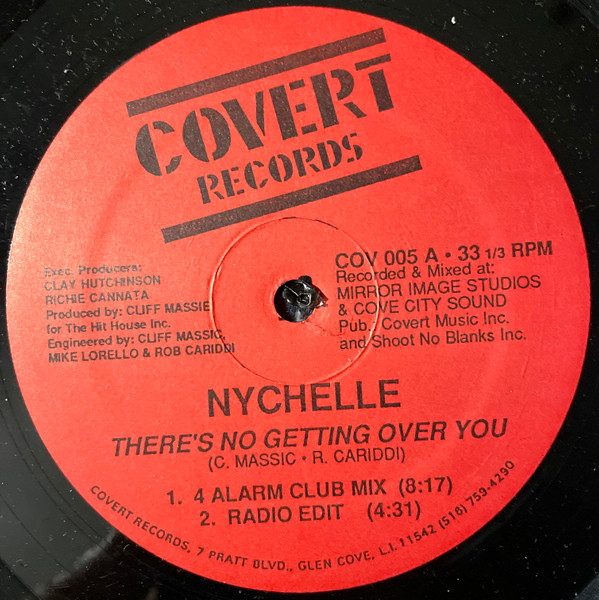 COVERT
RECORDS
Exec. Producers:
CLAY HUTCHINSON
RICHIE CANNATA
Produced by: CLIFF MASSIE
for The Hit House Inc.
Engineered by: CLIFF MASSIC,
MIKE LORELLO & ROB CARIDDI
COV 005 A • 33 1/3 RPM
Recorded & Mixed at:
MIRROR IMAGE STUDIOS
& COVE CITY SOUND
Pub. Covert Music Inc.
and Shoot No Blanks Inc.
NYCHELLE
THERE'S NO GETTING OVER YOU
(C. MASSIC • R. CARIDDI)
1. 4 ALARM CLUB MIX (8:17)
2. RADIO EDIT (4:31)
COVERT RECORDS, 7 PRATT BLVD., GLEN COVE, L.I. 11542 (516) 759-4290